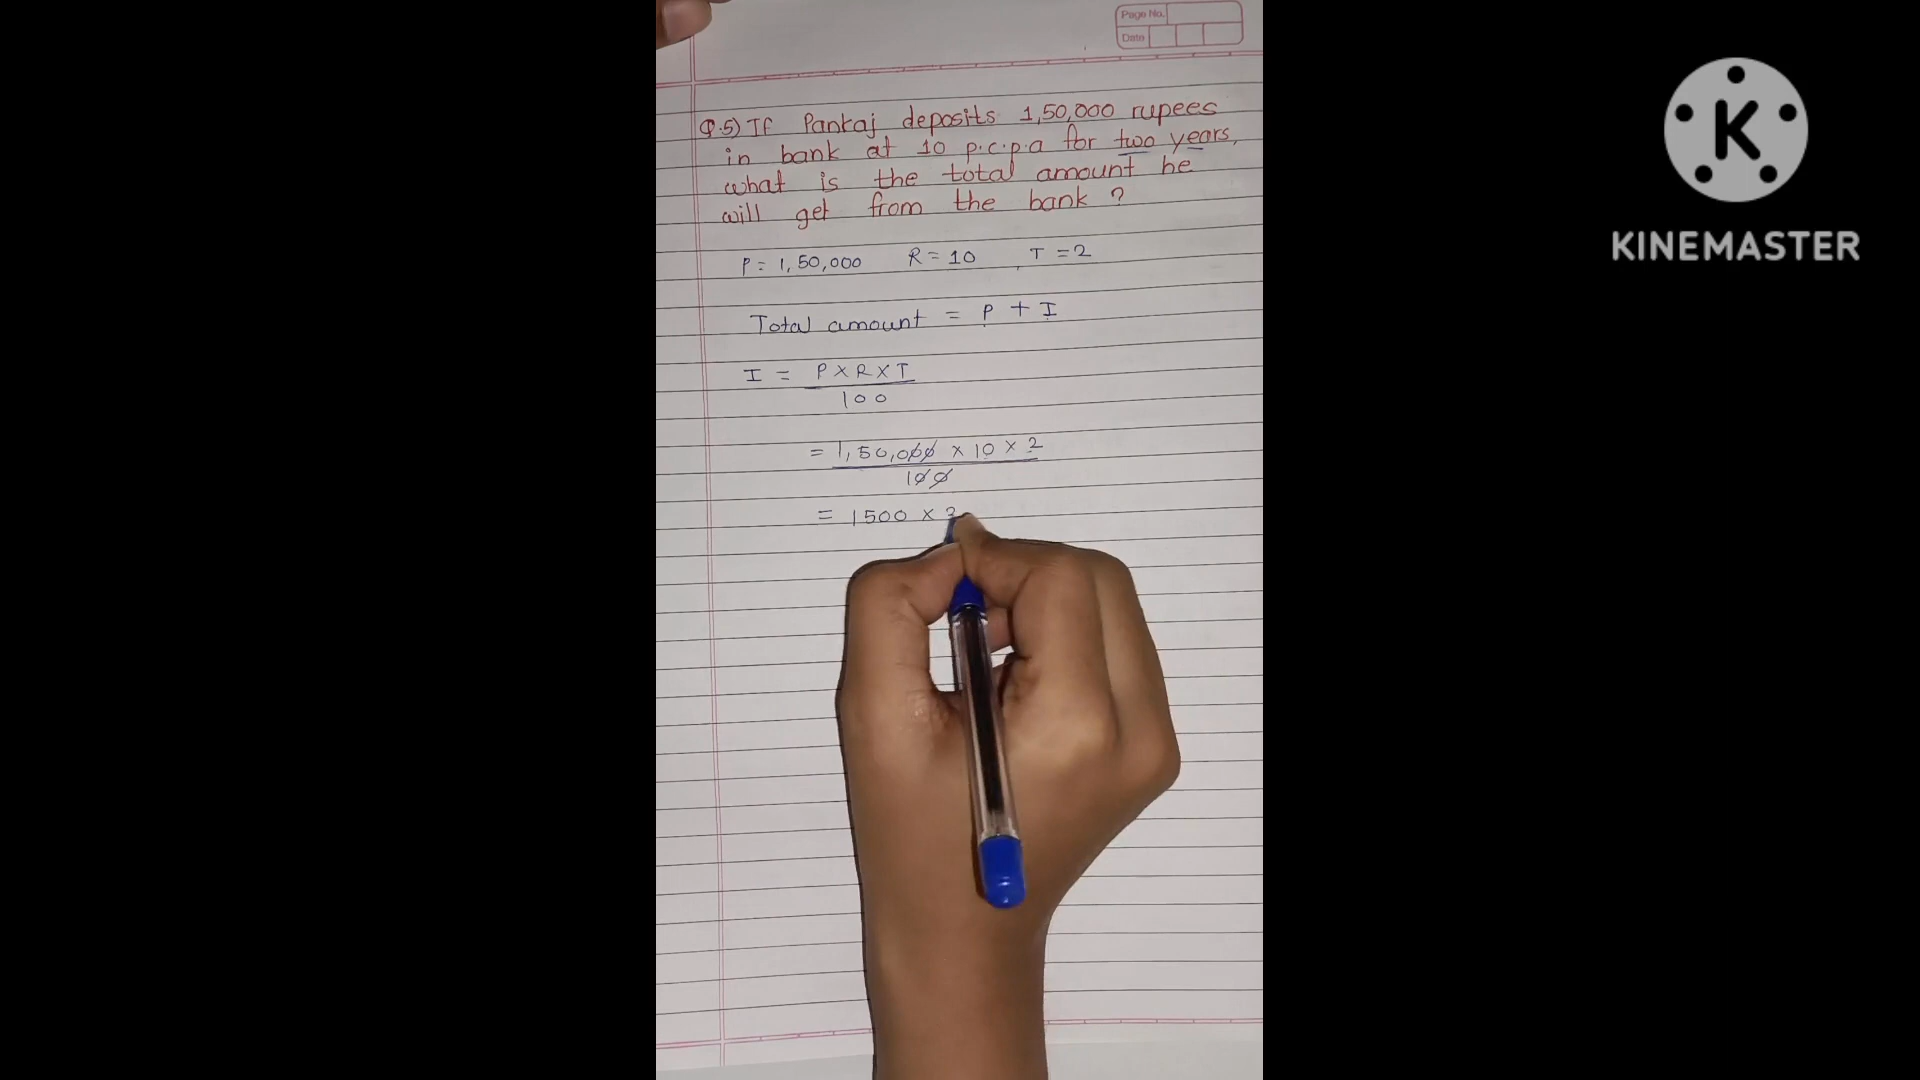 Page No.
Date
Q.5) If Pankaj deposits 1,50,000 rupees
in bank at 10 p.c.p.a for two years,
what is the total amount he
will get from the bank ?
P = 1,50,000 R = 10 T = 2
Total amount = P + I
I = P X R X T
100
= 1,50,000 x 10 x 2
100
= 1500 x
K
KINEMASTER